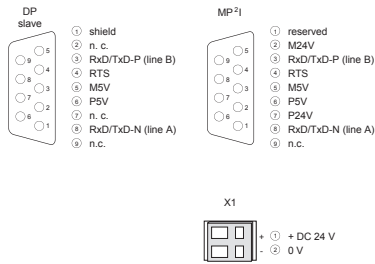 DP
slave
5
9
4
8
3
7
2
6
1
① shield
② n. c.
③ RxD/TxD-P (line B)
④ RTS
⑤ M5V
⑥ P5V
⑦ n. c.
⑧ RxD/TxD-N (line A)
⑨ n.c.
MP²I
5
9
4
8
3
7
2
6
1
① reserved
② M24V
③ RxD/TxD-P (line B)
④ RTS
⑤ M5V
⑥ P5V
⑦ P24V
⑧ RxD/TxD-N (line A)
⑨ n.c.
X1
+ ① + DC 24 V
- ② 0 V